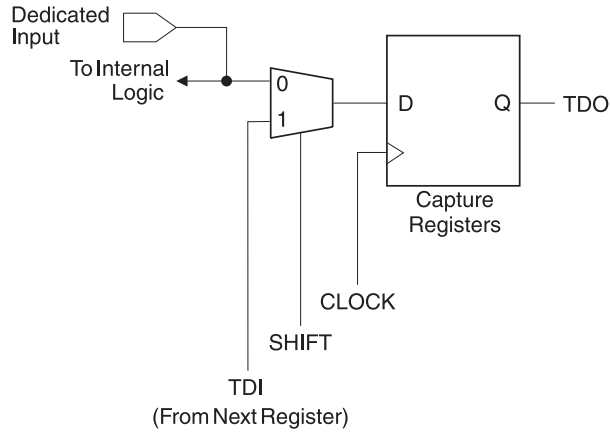 Dedicated
Input
To Internal
Logic
0
1
D
Q
TDO
Capture
Registers
CLOCK
SHIFT
TDI
(From Next Register)